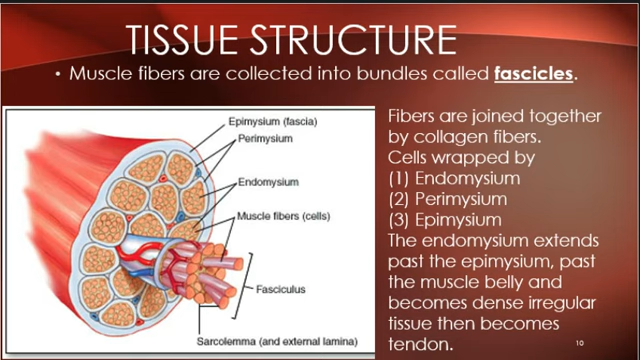 TISSUE STRUCTURE
• Muscle fibers are collected into bundles called fascicles.
Epimysium (fascia)
Perimysium
Endomysium
Muscle fibers (cells)
Fasciculus
Sarcolemma (and external lamina)
Fibers are joined together
by collagen fibers.
Cells wrapped by
(1) Endomysium
(2) Perimysium
(3) Epimysium
The endomysium extends
past the epimysium, past
the muscle belly and
becomes dense irregular
tissue then becomes
tendon.
10